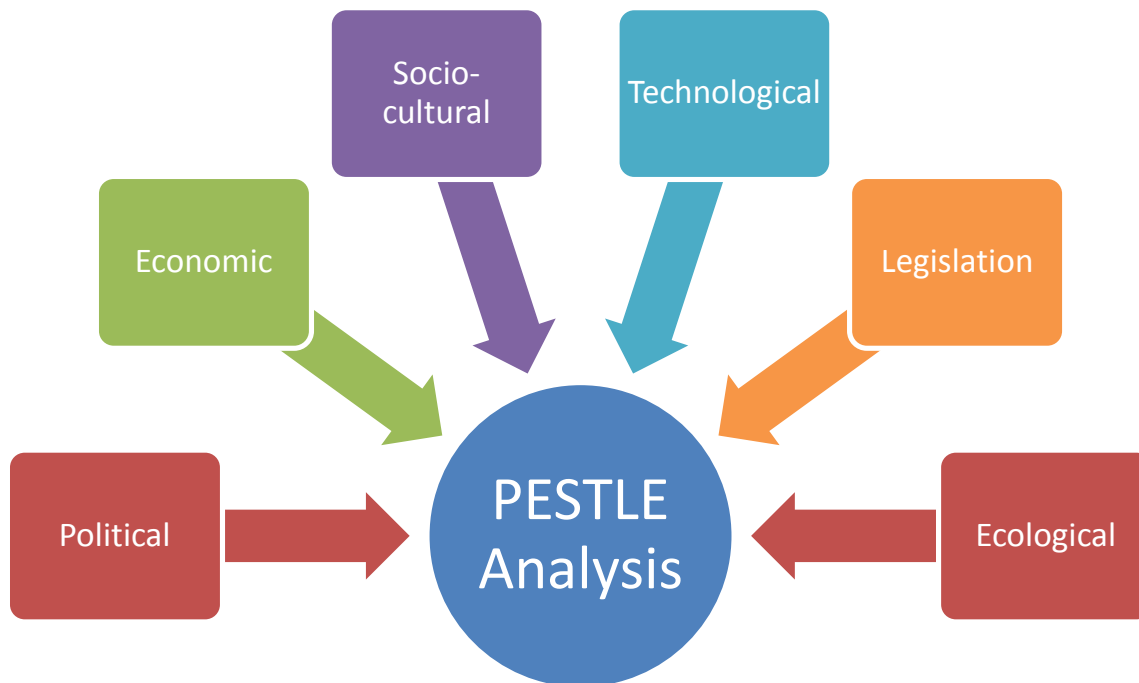 Socio-
cultural
Technological
Economic
Legislation
Political
PESTLE
Analysis
Ecological